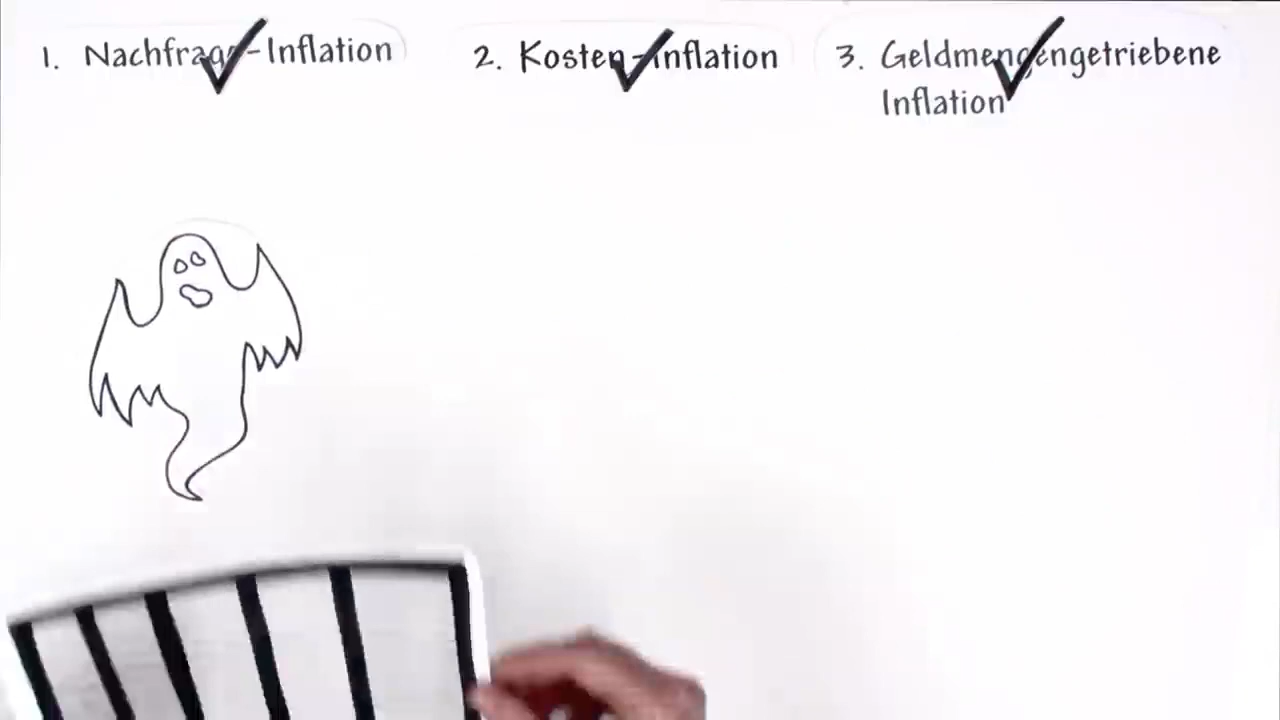 1. Nachfrage-Inflation
2. Kosten-Inflation
3. Geldmengengetriebene
Inflation